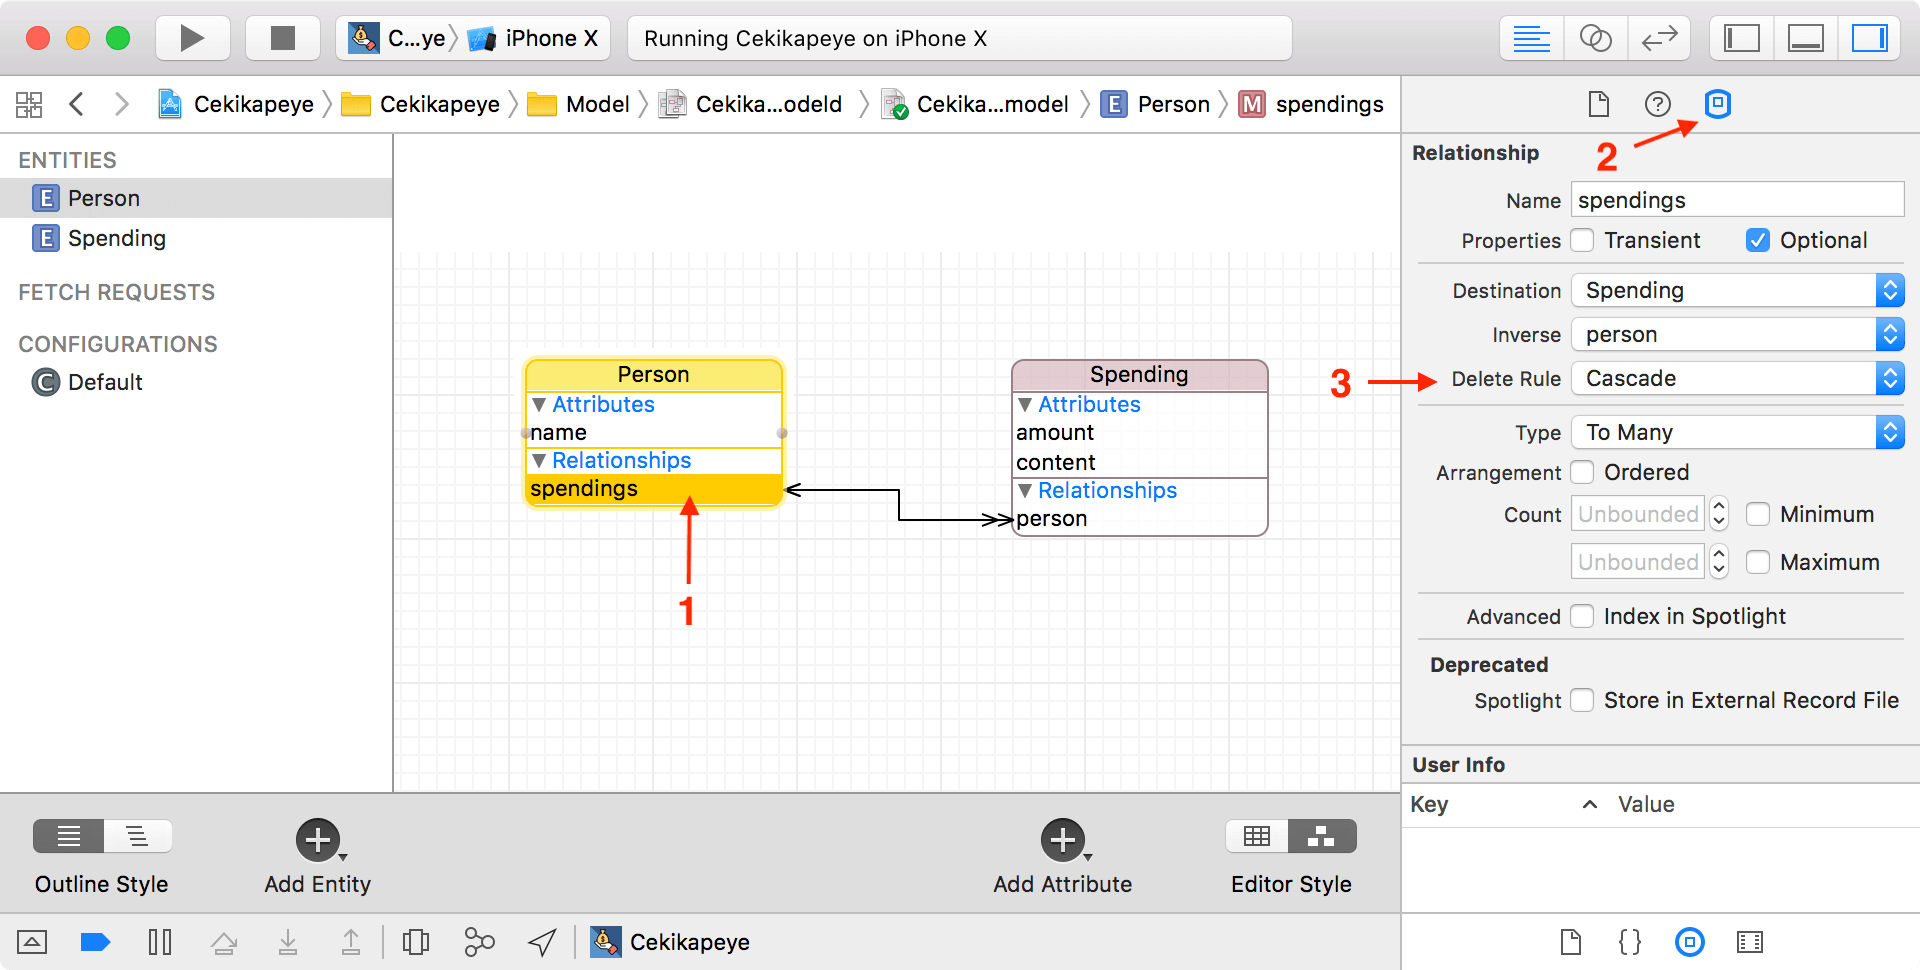 C...ye iPhone X
Running Cekikapeye on iPhone X
Cekikapeye Cekikapeye Model Cekika...odeld Cekika...model E Person M spendings
ENTITIES
E Person
E Spending
FETCH REQUESTS
CONFIGURATIONS
C Default
Person
Attributes
name
Relationships
spendings
1
Spending
Attributes
amount
content
Relationships
person
2
Relationship
Name spendings
Properties Transient Optional
Destination Spending
Inverse person
3 Delete Rule Cascade
Type To Many
Arrangement Ordered
Count Unbounded Minimum
Unbounded Maximum
Advanced Index in Spotlight
Deprecated
Spotlight Store in External Record File
User Info
Key Value
Outline Style
Add Entity
Add Attribute
Editor Style
Cekikapeye